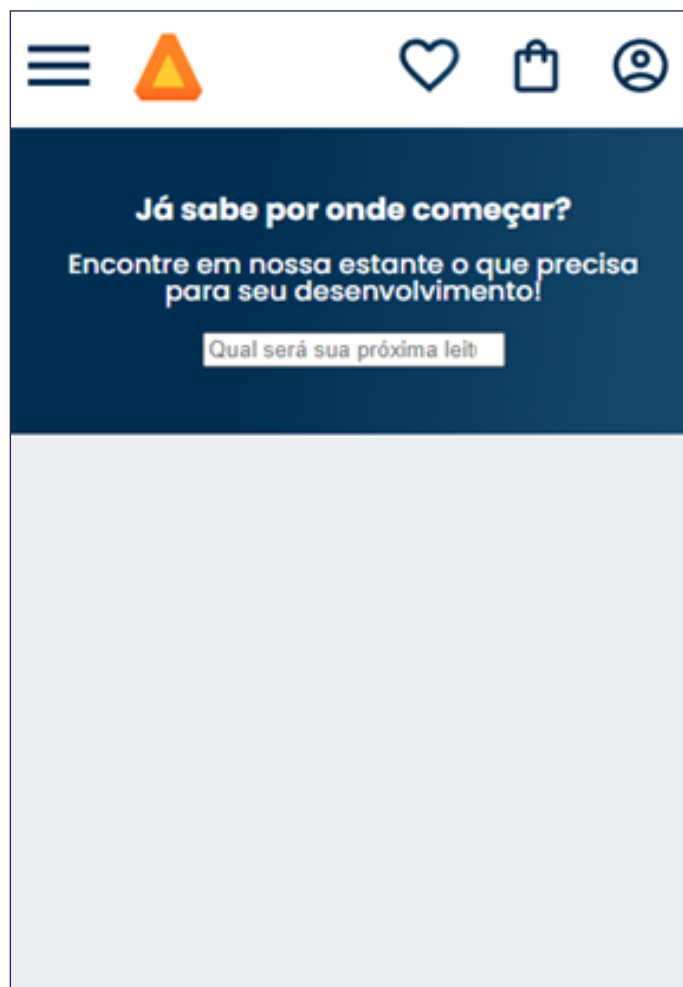 Já sabe por onde começar?
Encontre em nossa estante o que precisa
para seu desenvolvimento!
Qual será sua próxima leit